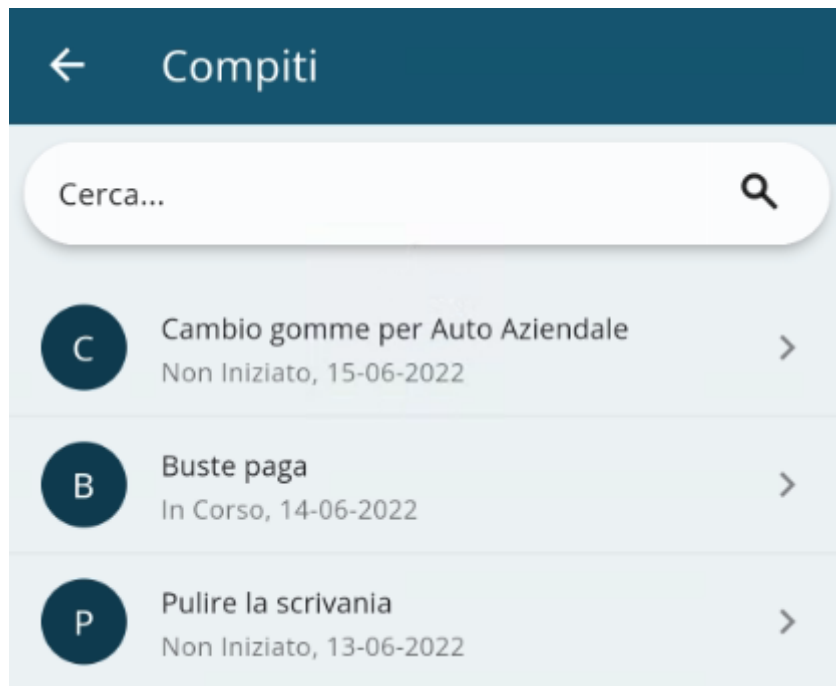 Compiti
Cerca...
C
Cambio gomme per Auto Aziendale
Non Iniziato, 15-06-2022
B
Buste paga
In Corso, 14-06-2022
P
Pulire la scrivania
Non Iniziato, 13-06-2022